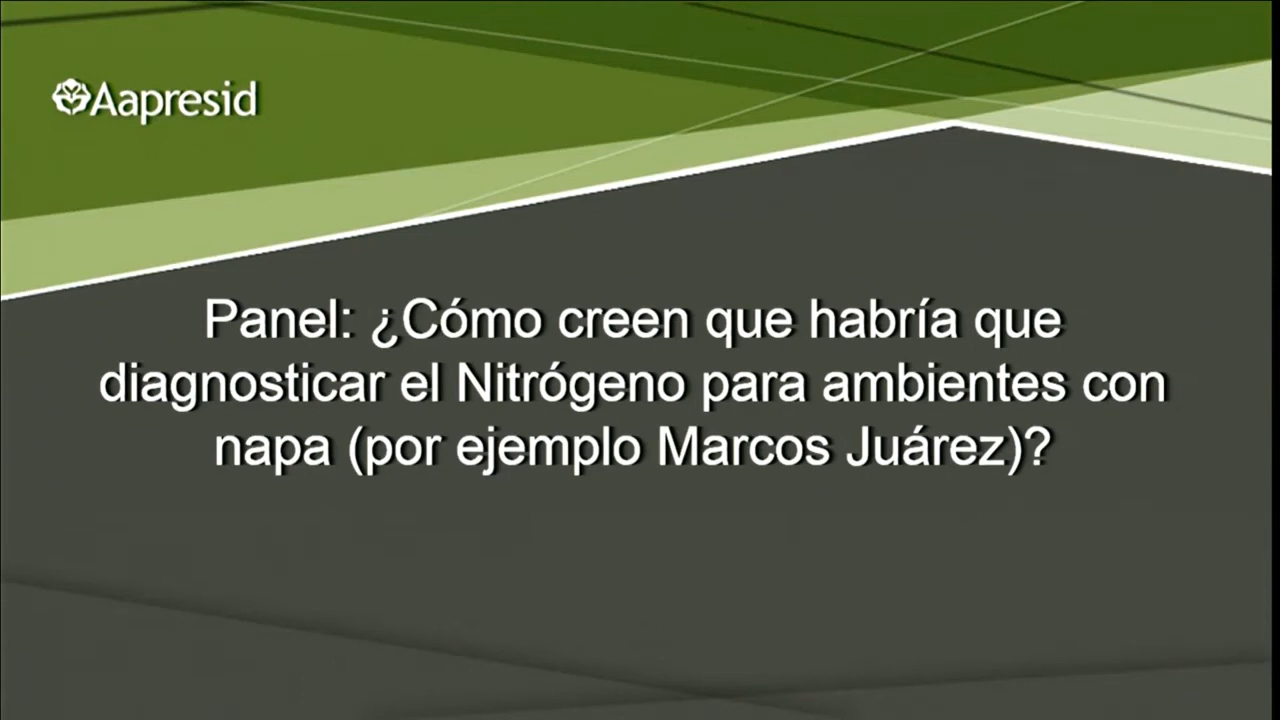 Aapresid
Panel: ¿Cómo creen que habría que
diagnosticar el Nitrógeno para ambientes con
napa (por ejemplo Marcos Juárez)?